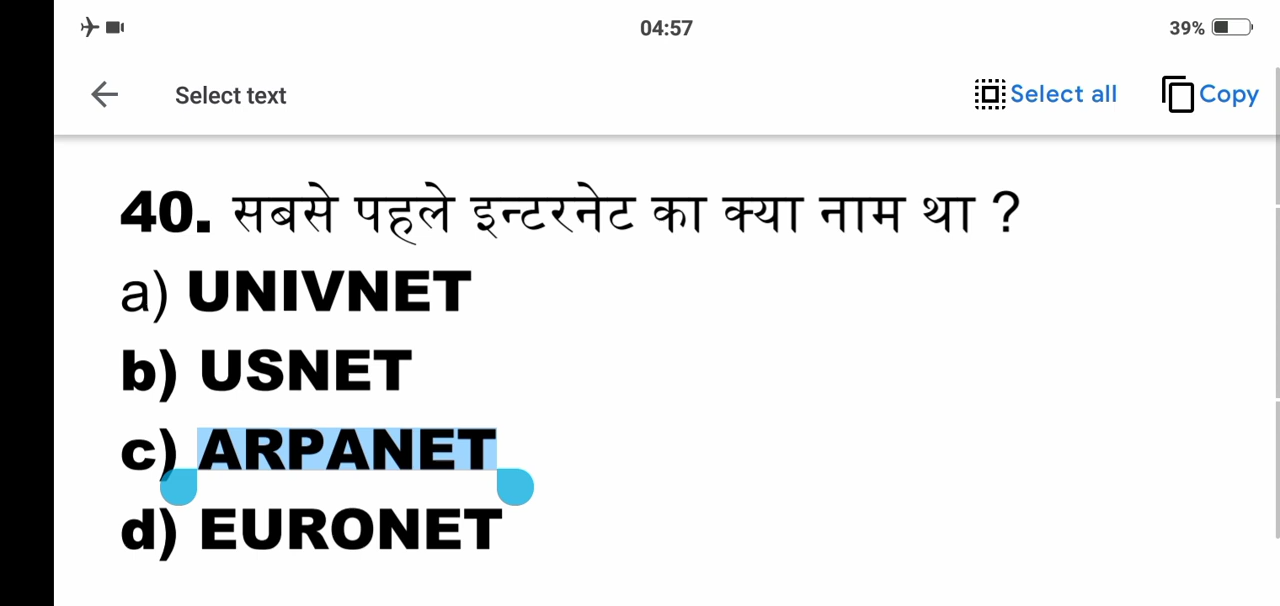 04:57
39%
Select text
Select all
Copy
40. सबसे पहले इन्टरनेट का क्या नाम था ?
a) UNIVNET
b) USNET
c) ARPANET
d) EURONET